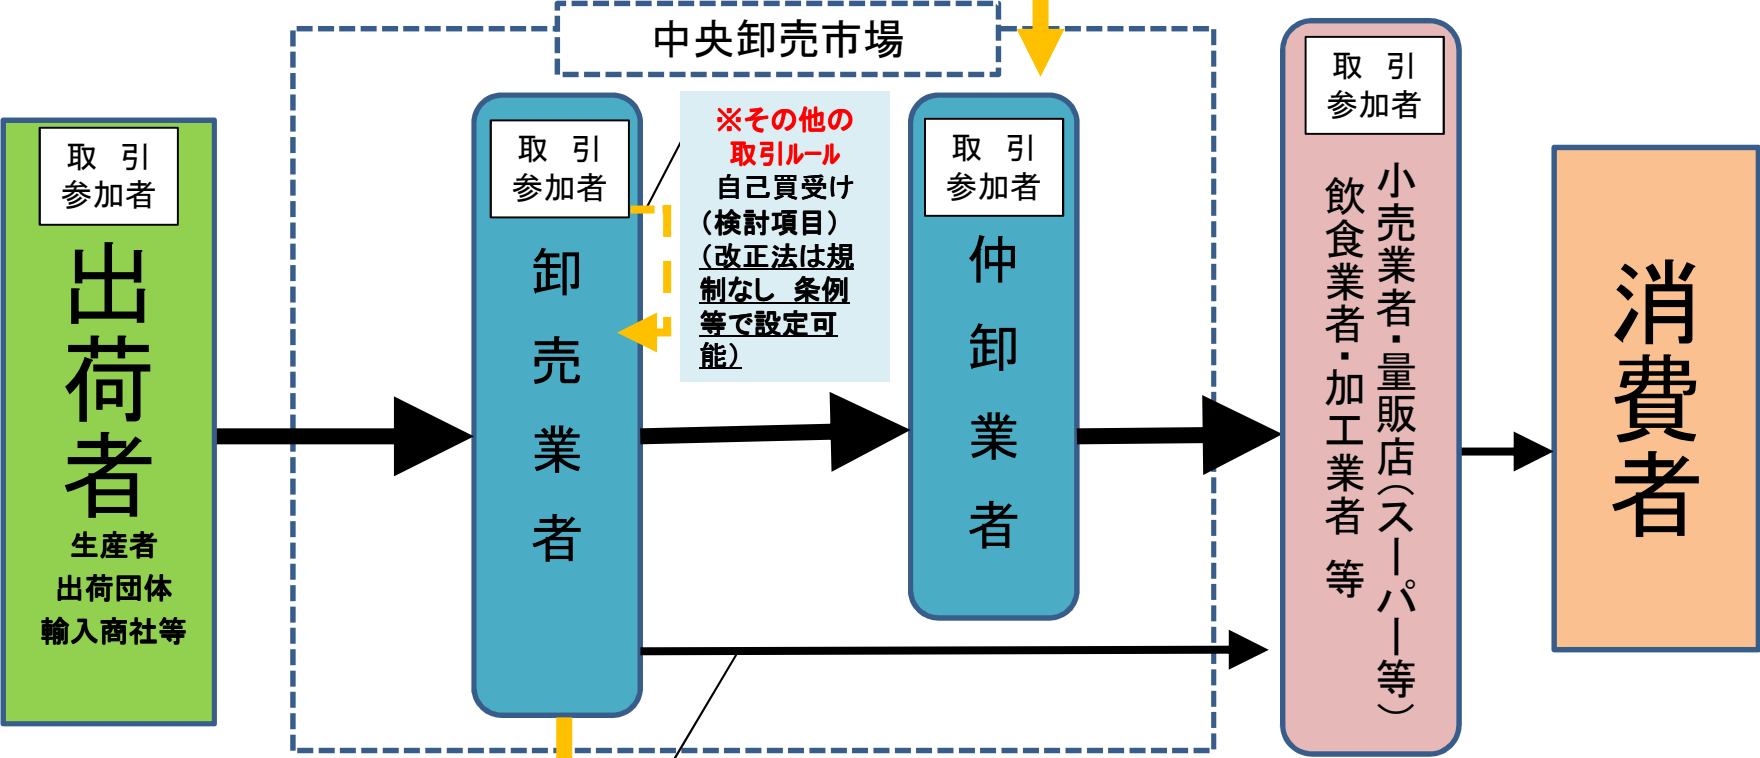 中央卸売市場
取 引
参加者
出荷者
生産者
出荷団体
輸入商社等
取 引
参加者
卸売業者
※その他の
取引ﾙｰﾙ
自己買受け
(検討項目)
(改正法は規
制なし 条例
等で設定可
能)
取 引
参加者
仲卸業者
取 引
参加者
小売業者・量販店(スーパー等)
飲食業者・加工業者 等
消費者